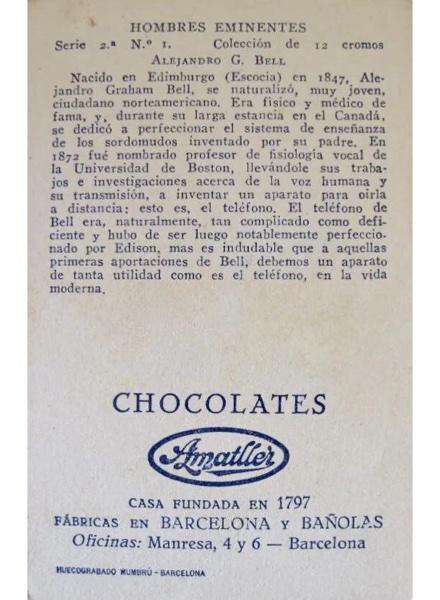 HOMBRES EMINENTES
Serie 2.ª N.º 1. Colección de 12 cromos
ALEJANDRO G. BELL
Nacido en Edimburgo (Escocia) en 1847, Ale-
jandro Graham Bell, se naturalizó, muy joven,
ciudadano norteamericano. Era físico y médico de
fama, y, durante su larga estancia en el Canadá,
se dedicó a perfeccionar el sistema de enseñanza
de los sordomudos inventado por su padre. En
1872 fué nombrado profesor de fisiología vocal de
la Universidad de Boston, llevándole sus traba-
jos e investigaciones acerca de la voz humana y
su transmisión, a inventar un aparato para oirla
a distancia; esto es, el teléfono. El teléfono de
Bell era, naturalmente, tan complicado como defi-
ciente y hubo de ser luego notablemente perfeccio-
nado por Edison, mas es indudable que a aquellas
primeras aportaciones de Bell, debemos un aparato
de tanta utilidad como es el teléfono, en la vida
moderna.
CHOCOLATES
Amatller
CASA FUNDADA EN 1797
FÁBRICAS EN BARCELONA Y BAÑOLAS
Oficinas: Manresa, 4 y 6 — Barcelona
HUECOGRABADO MUMBRÚ - BARCELONA